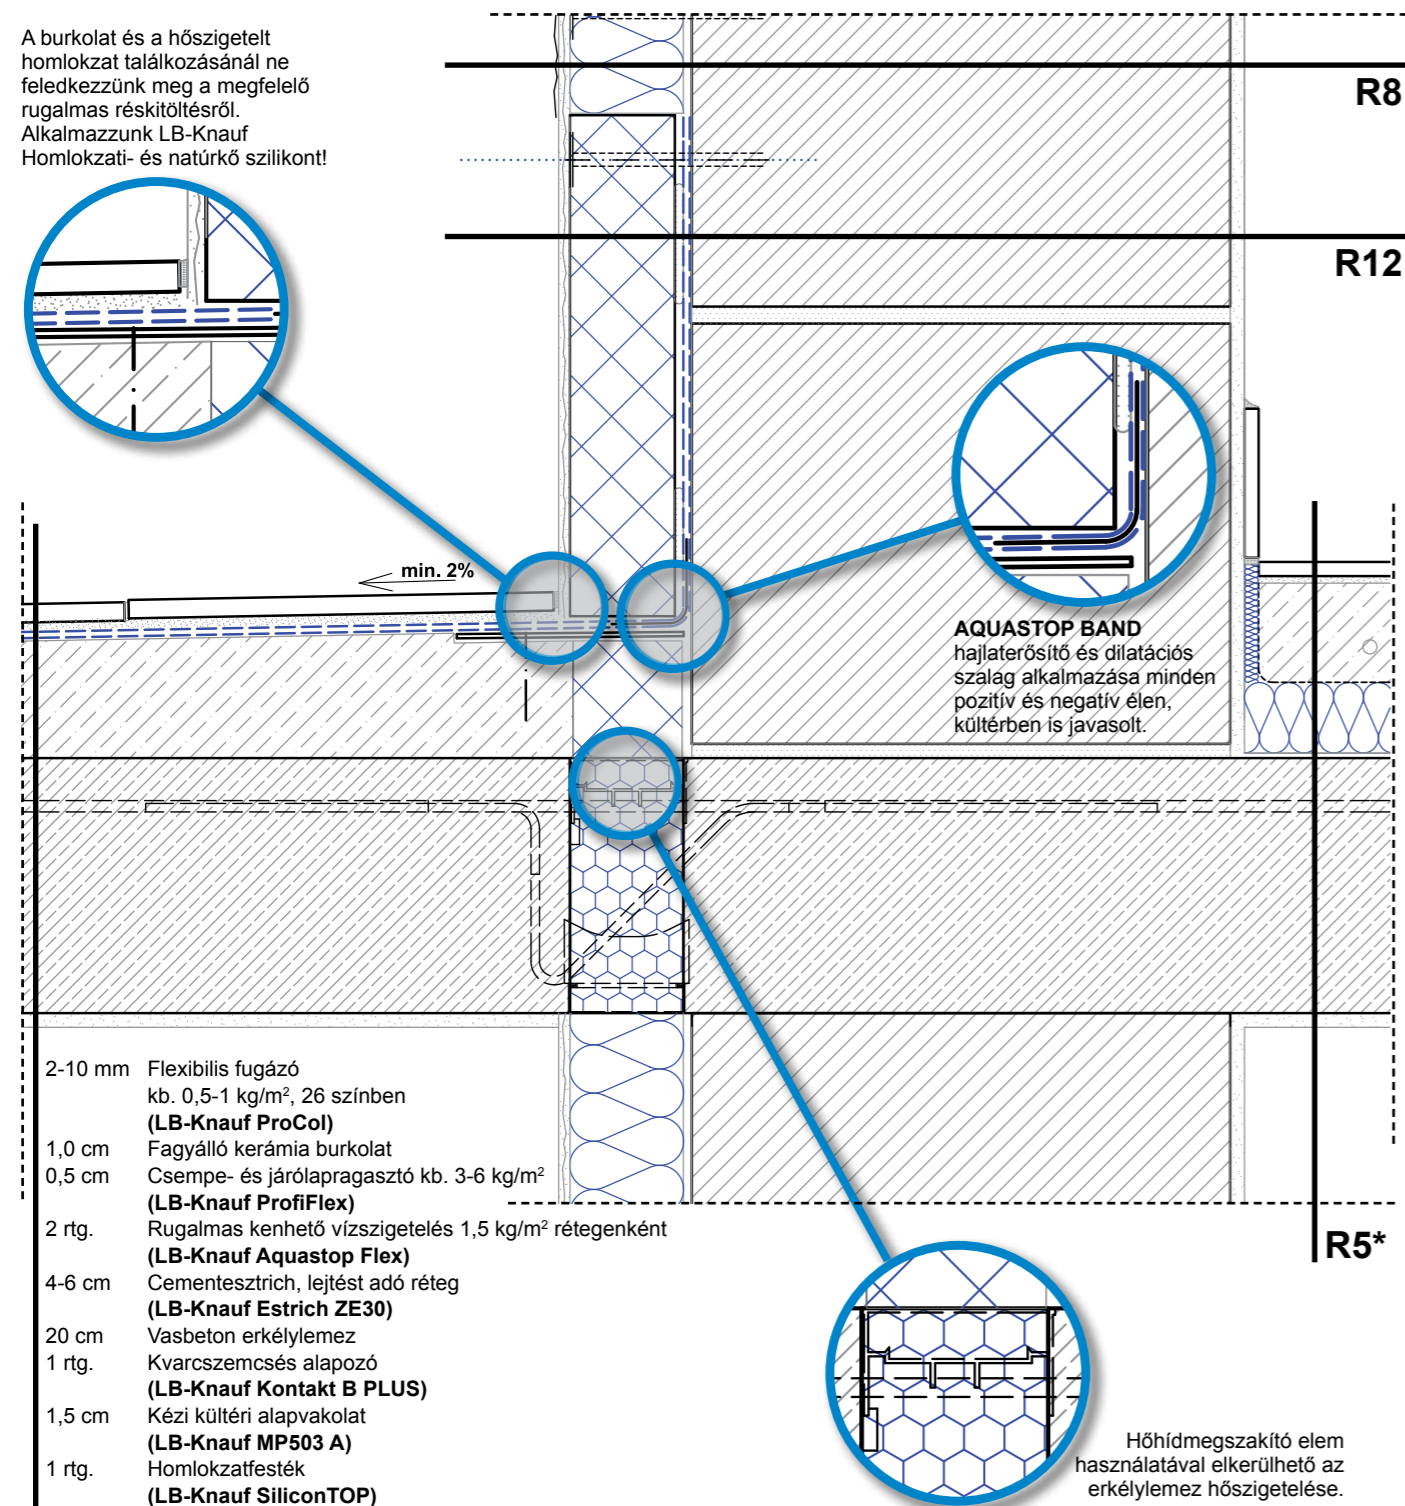 A burkolat és a hőszigetelt
homlokzat találkozásánál ne
feledkezzünk meg a megfelelő
rugalmas réskitöltésről.
Alkalmazzunk LB-Knauf
Homlokzati- és natúrkő szilikont!
R8
R12
min. 2%
AQUASTOP BAND
hajlaterősítő és dilatációs
szalag alkalmazása minden
pozitív és negatív élen,
kültérben is javasolt.
2-10 mm Flexibilis fugázó
kb. 0,5-1 kg/m², 26 színben
(LB-Knauf ProCol)
1,0 cm Fagyálló kerámia burkolat
0,5 cm Csempe- és járólapragasztó kb. 3-6 kg/m²
(LB-Knauf ProfiFlex)
2 rtg. Rugalmas kenhető vízszigetelés 1,5 kg/m² rétegenként
(LB-Knauf Aquastop Flex)
4-6 cm Cementesztrich, lejtést adó réteg
(LB-Knauf Estrich ZE30)
20 cm Vasbeton erkélylemez
1 rtg. Kvarcszemcsés alapozó
(LB-Knauf Kontakt B PLUS)
1,5 cm Kézi kültéri alapvakolat
(LB-Knauf MP503 A)
1 rtg. Homlokzatfesték
(LB-Knauf SiliconTOP)
R5*
Hőhídmegszakító elem
használatával elkerülhető az
erkélylemez hőszigetelése.